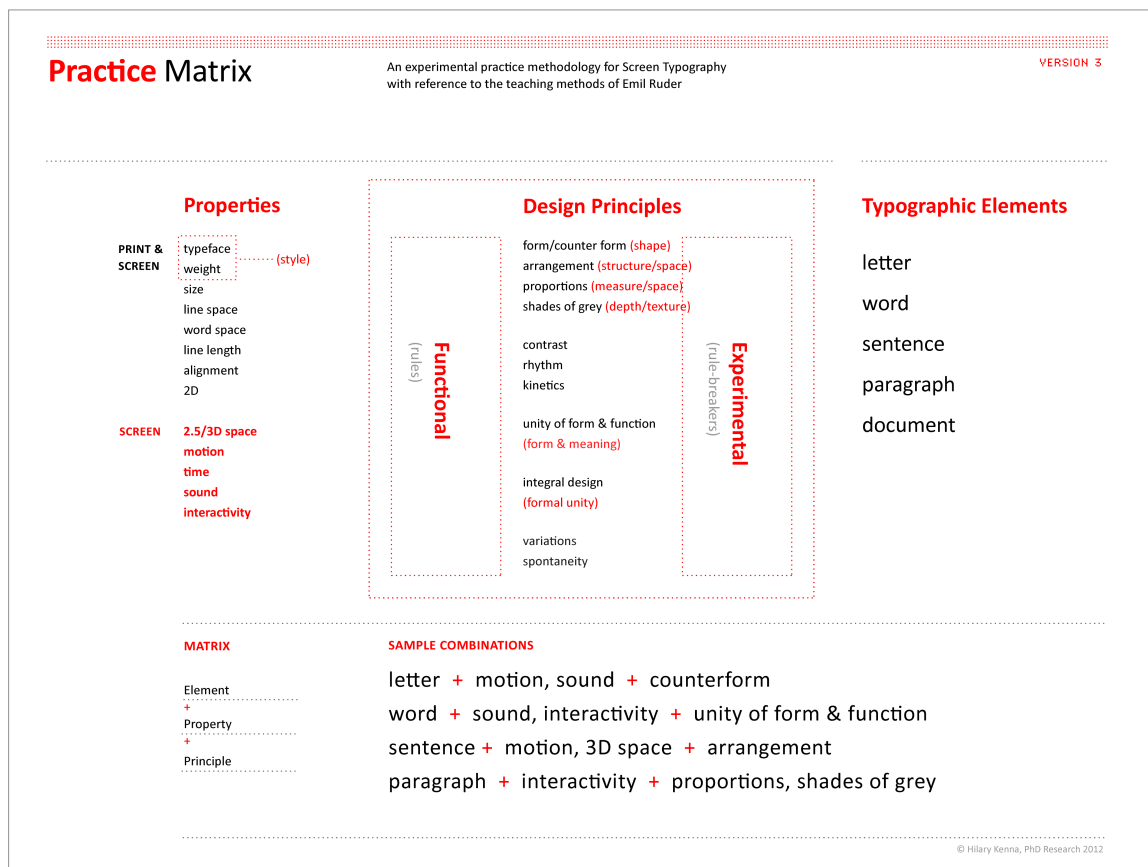 Practice Matrix
An experimental practice methodology for Screen Typography
with reference to the teaching methods of Emil Ruder
VERSION 3
Properties
PRINT &
SCREEN
typeface
weight
(style)
size
line space
word space
line length
alignment
2D
SCREEN
2.5/3D space
motion
time
sound
interactivity
Functional
(rules)
Design Principles
form/counter form (shape)
arrangement (structure/space)
proportions (measure/space)
shades of grey (depth/texture)
contrast
rhythm
kinetics
unity of form & function
(form & meaning)
integral design
(formal unity)
variations
spontaneity
Experimental
(rule-breakers)
Typographic Elements
letter
word
sentence
paragraph
document
MATRIX
Element
+
Property
+
Principle
SAMPLE COMBINATIONS
letter + motion, sound + counterform
word + sound, interactivity + unity of form & function
sentence + motion, 3D space + arrangement
paragraph + interactivity + proportions, shades of grey
© Hilary Kenna, PhD Research 2012